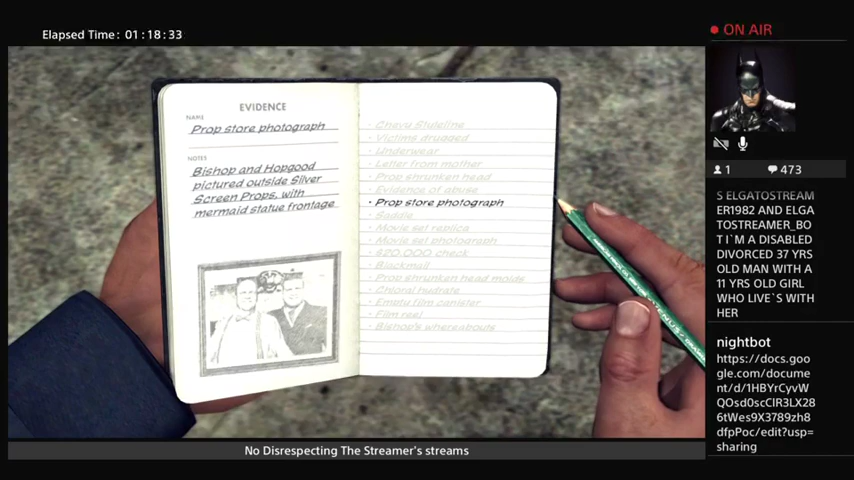 Elapsed Time: 01:18:33
ON AIR
EVIDENCE
NAME
Prop store photograph
NOTES
Bishop and Hopgood
pictured outside Silver
Screen Props, with
mermaid statue frontage
· Chavu Stuleline
· Victims drugged
· Underwear
· Letter from mother
· Prop shrunken head
· Evidence of abuse
· Prop store photograph
· Saddle
· Movie set replica
· Movie set photograph
· $20,000 check
· Blackmail
· Prop shrunken head molds
· Chloral hydrate
· Empty film canister
· Film reel
· Bishop's whereabouts
1
473
S ELGATOSTREAM
ER1982 AND ELGA
TOSTREAMER_BO
T I`M A DISABLED
DIVORCED 37 YRS
OLD MAN WITH A
11 YRS OLD GIRL
WHO LIVE`S WITH
HER
nightbot
https://docs.goo
gle.com/docume
nt/d/1HBYrCyvW
QOsd0scClR3LX28
6tWes9X3789zh8
dfpPoc/edit?usp=
sharing
No Disrespecting The Streamer's streams